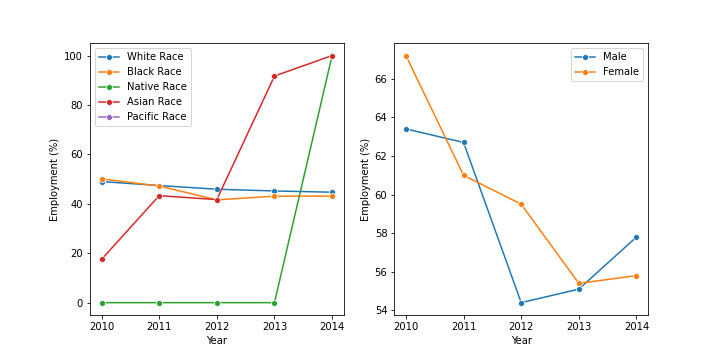 White Race
Black Race
Native Race
Asian Race
Pacific Race
100
80
60
40
20
0
Employment (%)
2010 2011 2012 2013 2014
Year
Male
Female
66
64
62
60
58
56
54
Employment (%)
2010 2011 2012 2013 2014
Year